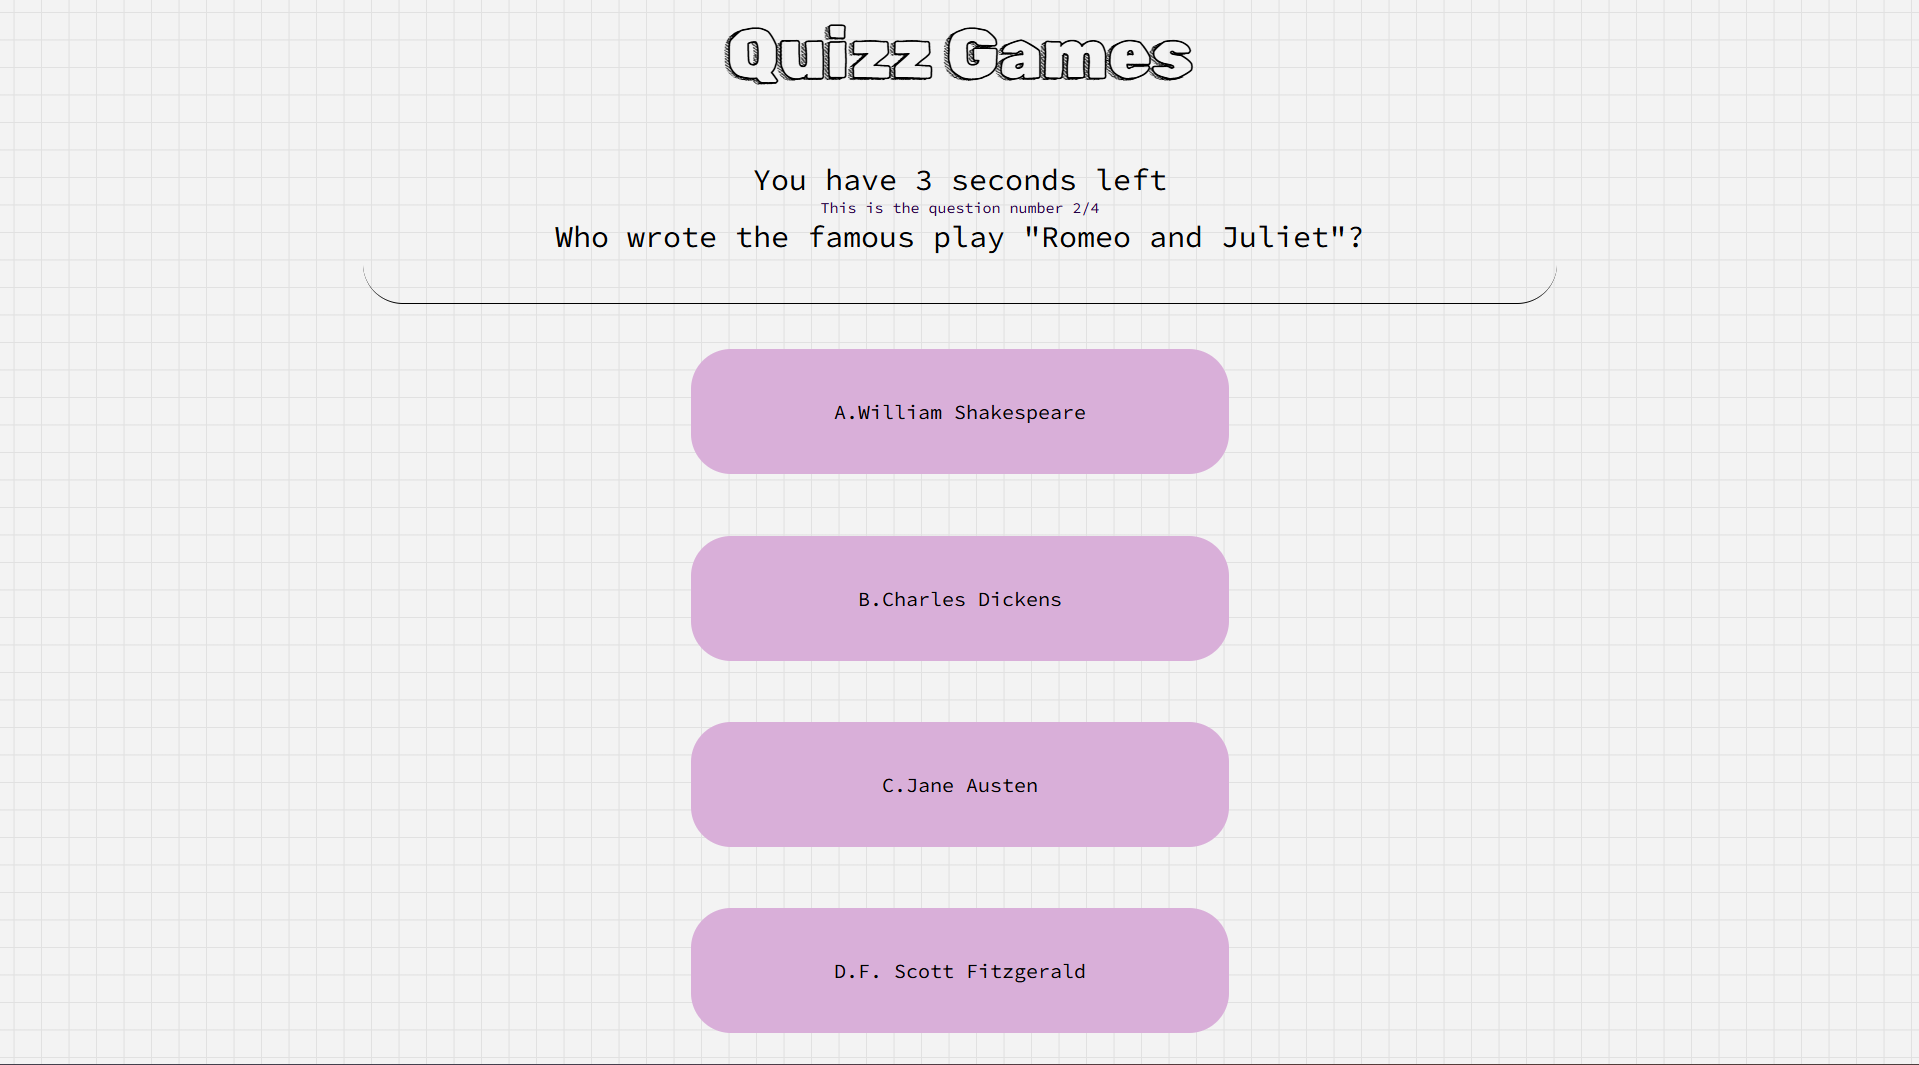 Quizz Games
You have 3 seconds left
This is the question number 2/4
Who wrote the famous play "Romeo and Juliet"?
A.William Shakespeare
B.Charles Dickens
C.Jane Austen
D.F. Scott Fitzgerald